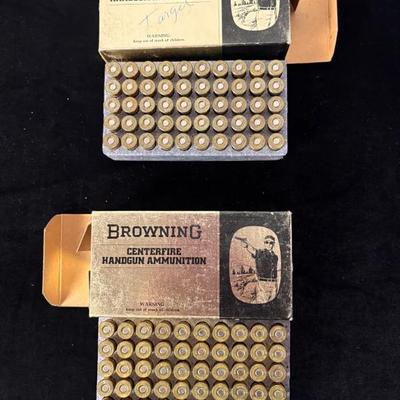 Target
WARNING
keep out of reach of children.
BROWNING
CENTERFIRE
HANDGUN AMMUNITION
WARNING
keep out of reach of children.